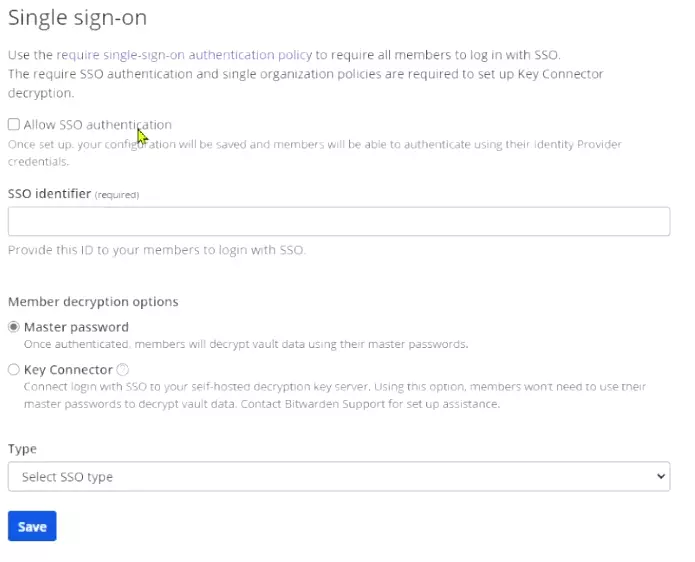 Single sign-on
Use the require single-sign-on authentication policy to require all members to log in with SSO.
The require SSO authentication and single organization policies are required to set up Key Connector
decryption.
Allow SSO authentication
Once set up, your configuration will be saved and members will be able to authenticate using their Identity Provider
credentials.
SSO identifier (required)
Provide this ID to your members to login with SSO.
Member decryption options
Master password
Once authenticated, members will decrypt vault data using their master passwords.
Key Connector
Connect login with SSO to your self-hosted decryption key server. Using this option, members won't need to use their
master passwords to decrypt vault data. Contact Bitwarden Support for set up assistance.
Type
Select SSO type
Save